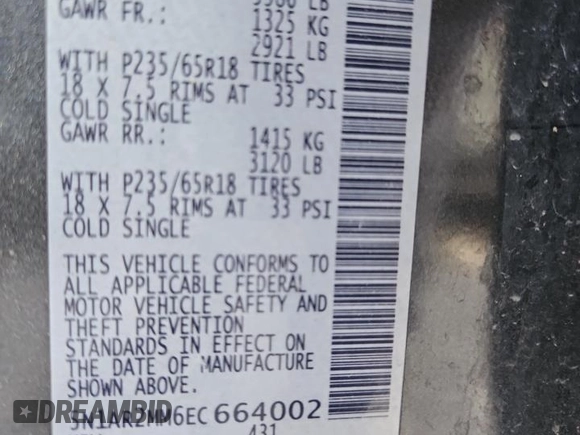 5986 LB
GAWR FR.: 1325 KG
2921 LB
WITH P235/65R18 TIRES
18 X 7.5 RIMS AT 33 PSI
COLD SINGLE
GAWR RR.: 1415 KG
3120 LB
WITH P235/65R18 TIRES
18 X 7.5 RIMS AT 33 PSI
COLD SINGLE
THIS VEHICLE CONFORMS TO
ALL APPLICABLE FEDERAL
MOTOR VEHICLE SAFETY AND
THEFT PREVENTION
STANDARDS IN EFFECT ON
THE DATE OF MANUFACTURE
SHOWN ABOVE.
5N1AR2MM6EC664002
431
DREAMBID